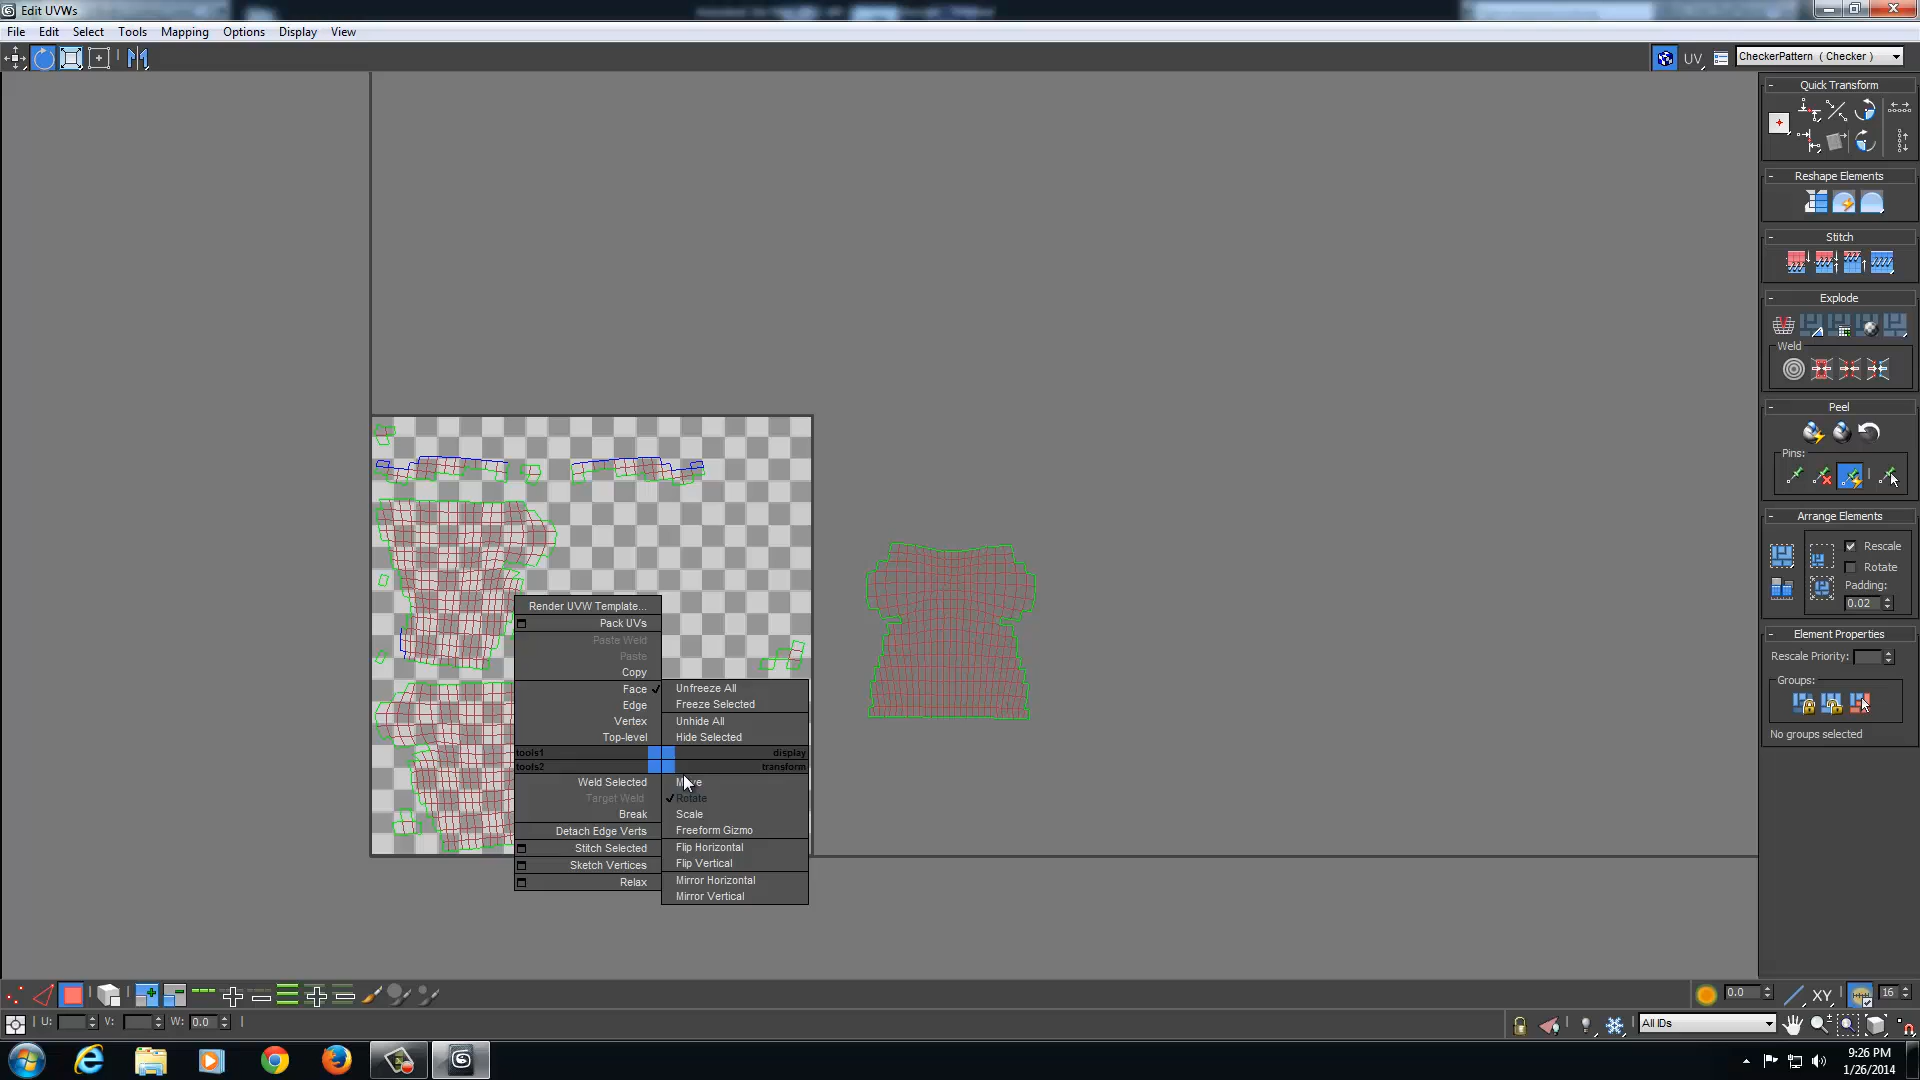 Edit UVWs
File Edit Select Tools Mapping Options Display View
UV
CheckerPattern ( Checker )
- Quick Transform
- Reshape Elements
- Stitch
- Explode
Weld
- Peel
Pins:
- Arrange Elements
Rescale
Rotate
Padding:
0.02
- Element Properties
Rescale Priority:
Groups:
No groups selected
Render UVW Template...
Pack UVs
Paste Weld
Paste
Copy
Face
Edge
Vertex
Top-level
tools1
tools2
Weld Selected
Target Weld
Break
Detach Edge Verts
Stitch Selected
Sketch Vertices
Relax
Unfreeze All
Freeze Selected
Unhide All
Hide Selected
display
transform
Move
Rotate
Scale
Freeform Gizmo
Flip Horizontal
Flip Vertical
Mirror Horizontal
Mirror Vertical
0.0
XY
16
U: V: W: 0.0
All IDs
9:26 PM
1/26/2014